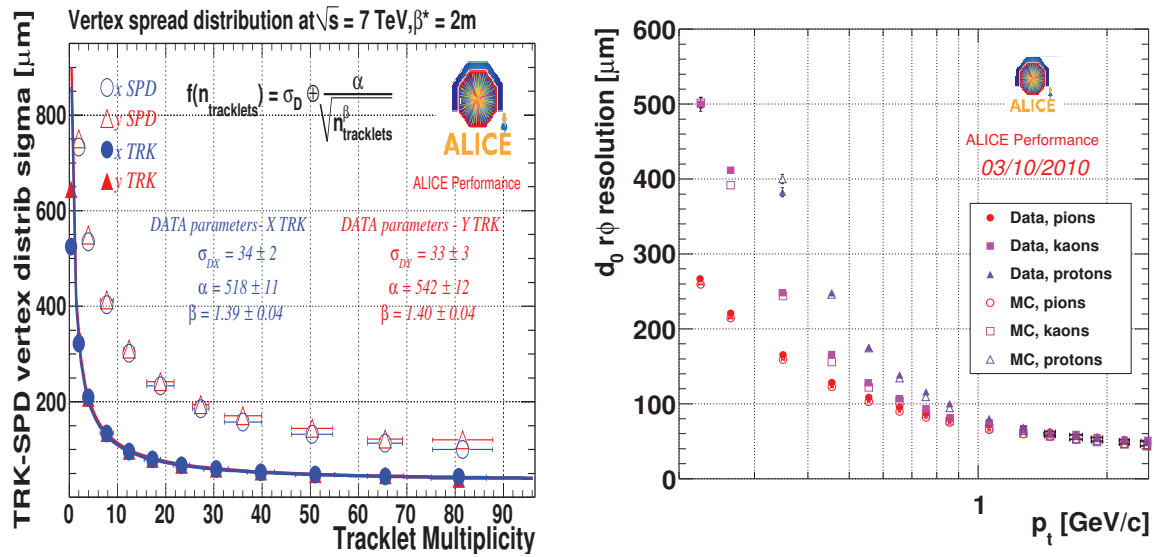 Vertex spread distribution at √s = 7 TeV,β* = 2m
TRK-SPD vertex distrib sigma [μm]
800
600
400
200
0 10 20 30 40 50 60 70 80 90
Tracklet Multiplicity
x SPD
y SPD
x TRK
y TRK
f(n_tracklets) = σ_D ⊕ α / √(n^β_tracklets)
ALICE
ALICE Performance
DATA parameters - X TRK
σ_DX = 34 ± 2
α = 518 ± 11
β = 1.39 ± 0.04
DATA parameters - Y TRK
σ_DY = 33 ± 3
α = 542 ± 12
β = 1.40 ± 0.04
d₀ rϕ resolution [μm]
600
500
400
300
200
100
0
1
p_t [GeV/c]
ALICE
ALICE Performance
03/10/2010
Data, pions
Data, kaons
Data, protons
MC, pions
MC, kaons
MC, protons